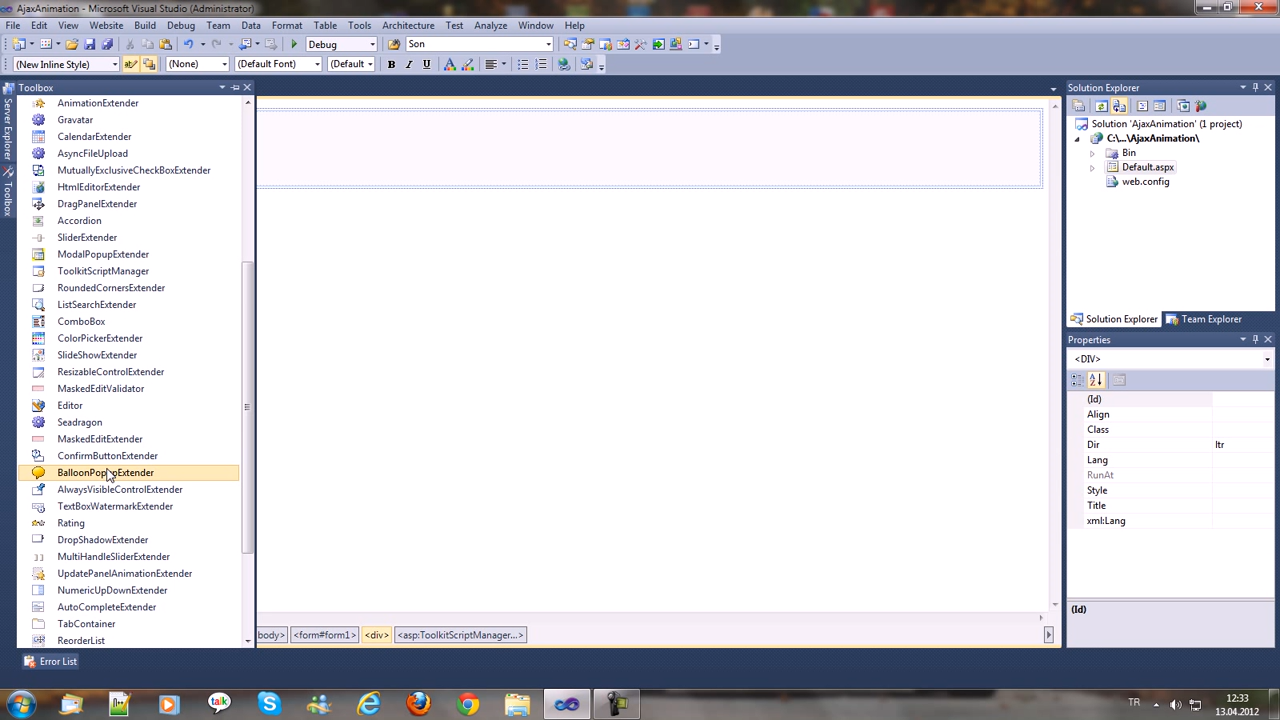 AjaxAnimation - Microsoft Visual Studio (Administrator)
File Edit View Website Build Debug Team Data Format Table Tools Architecture Test Analyze Window Help
Debug Son
(New Inline Style) (None) (Default Font) (Default B I U
Toolbox
Server Explorer
Toolbox
AnimationExtender
Gravatar
CalendarExtender
AsyncFileUpload
MutuallyExclusiveCheckBoxExtender
HtmlEditorExtender
DragPanelExtender
Accordion
SliderExtender
ModalPopupExtender
ToolkitScriptManager
RoundedCornersExtender
ListSearchExtender
ComboBox
ColorPickerExtender
SlideShowExtender
ResizableControlExtender
MaskedEditValidator
Editor
Seadragon
MaskedEditExtender
ConfirmButtonExtender
BalloonPopupExtender
AlwaysVisibleControlExtender
TextBoxWatermarkExtender
Rating
DropShadowExtender
MultiHandleSliderExtender
UpdatePanelAnimationExtender
NumericUpDownExtender
AutoCompleteExtender
TabContainer
ReorderList
body> <form#form1> <div> <asp:ToolkitScriptManager...>
Solution Explorer
Solution 'AjaxAnimation' (1 project)
C:\...\AjaxAnimation\
Bin
Default.aspx
web.config
Solution Explorer Team Explorer
Properties
<DIV>
(Id)
Align
Class
Dir ltr
Lang
RunAt
Style
Title
xml:Lang
(Id)
Error List
talk
TR
12:33
13.04.2012